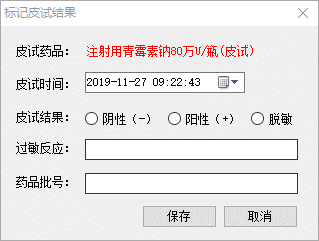 标记皮试结果
皮试药品： 注射用青霉素钠80万U/瓶(皮试)
皮试时间： 2019-11-27 09:22:43
皮试结果： 阴性（-） 阳性（+） 脱敏
过敏反应：
药品批号：
保存 取消